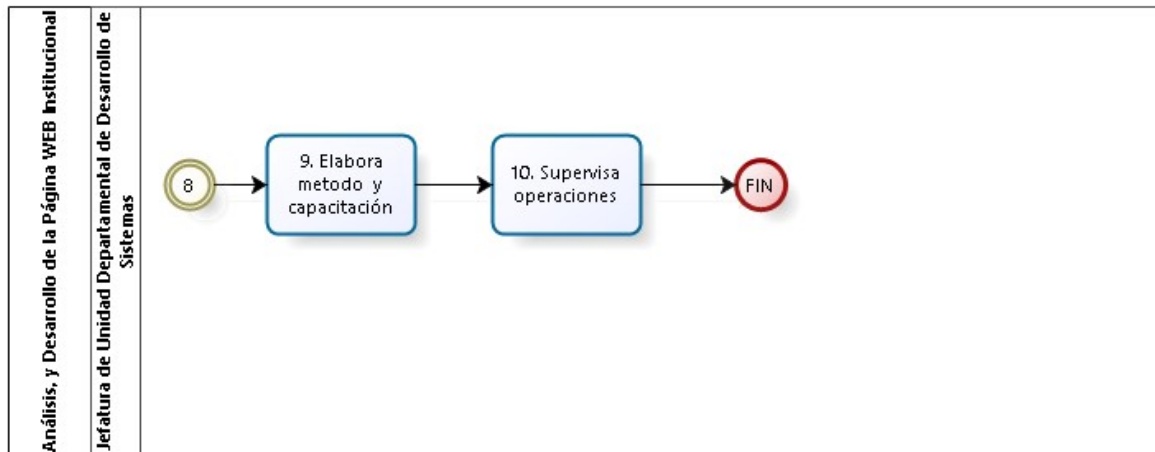 Análisis, y Desarrollo de la Página WEB Institucional
Jefatura de Unidad Departamental de Desarrollo de
Sistemas
8
9. Elabora
metodo y
capacitación
10. Supervisa
operaciones
FIN